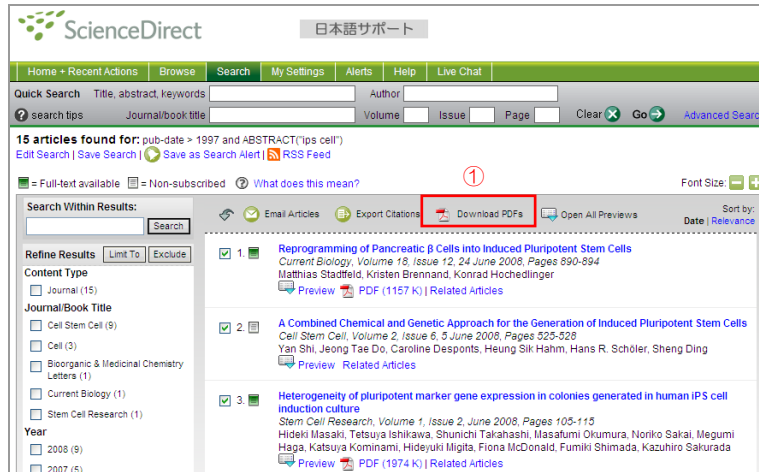 ScienceDirect
日本語サポート
Home + Recent Actions Browse Search My Settings Alerts Help Live Chat
Quick Search Title, abstract, keywords Author
? search tips Journal/book title Volume Issue Page Clear Go Advanced Searc
15 articles found for: pub-date > 1997 and ABSTRACT("ips cell")
Edit Search | Save Search | Save as Search Alert | RSS Feed
= Full-text available = Non-subscribed ? What does this mean? Font Size:
①
Search Within Results:
Search
Email Articles Export Citations Download PDFs Open All Previews
Sort by:
Date | Relevance
Refine Results Limit To Exclude
Content Type
Journal (15)
Journal/Book Title
Cell Stem Cell (9)
Cell (3)
Bioorganic & Medicinal Chemistry
Letters (1)
Current Biology (1)
Stem Cell Research (1)
Year
2008 (9)
2007 (5)
1. Reprogramming of Pancreatic β Cells into Induced Pluripotent Stem Cells
Current Biology, Volume 18, Issue 12, 24 June 2008, Pages 890-894
Matthias Stadtfeld, Kristen Brennand, Konrad Hochedlinger
Preview PDF (1157 K) | Related Articles
2. A Combined Chemical and Genetic Approach for the Generation of Induced Pluripotent Stem Cells
Cell Stem Cell, Volume 2, Issue 6, 5 June 2008, Pages 525-528
Yan Shi, Jeong Tae Do, Caroline Desponts, Heung Sik Hahm, Hans R. Schöler, Sheng Ding
Preview Related Articles
3. Heterogeneity of pluripotent marker gene expression in colonies generated in human iPS cell
induction culture
Stem Cell Research, Volume 1, Issue 2, June 2008, Pages 105-115
Hideki Masaki, Tetsuya Ishikawa, Shunichi Takahashi, Masafumi Okumura, Noriko Sakai, Megumi
Haga, Katsuya Kominami, Hideyuki Migita, Fiona McDonald, Fumiki Shimada, Kazuhiro Sakurada
Preview PDF (1974 K) | Related Articles